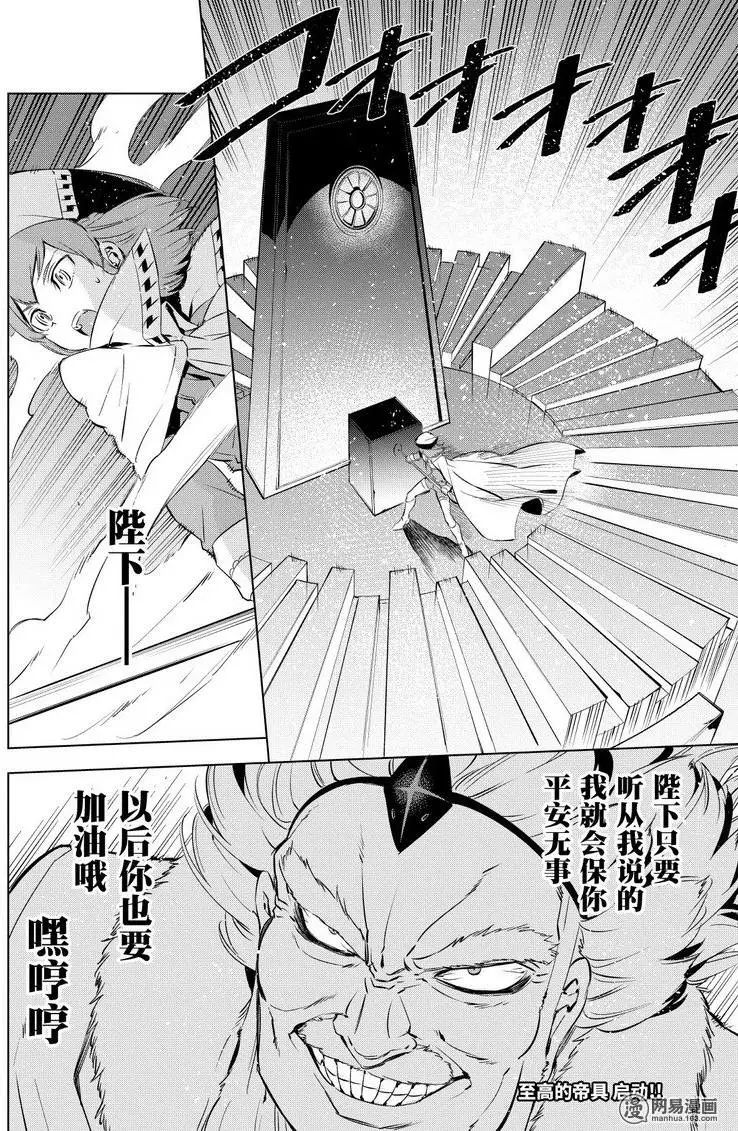 ゴオオオオオ
陛下——
陛下只要
听从我说的
我就会保你
平安无事
以后你也要
加油哦
嘿哼哼
至高的帝具 启动!!
漫 网易漫画
manhua.163.com